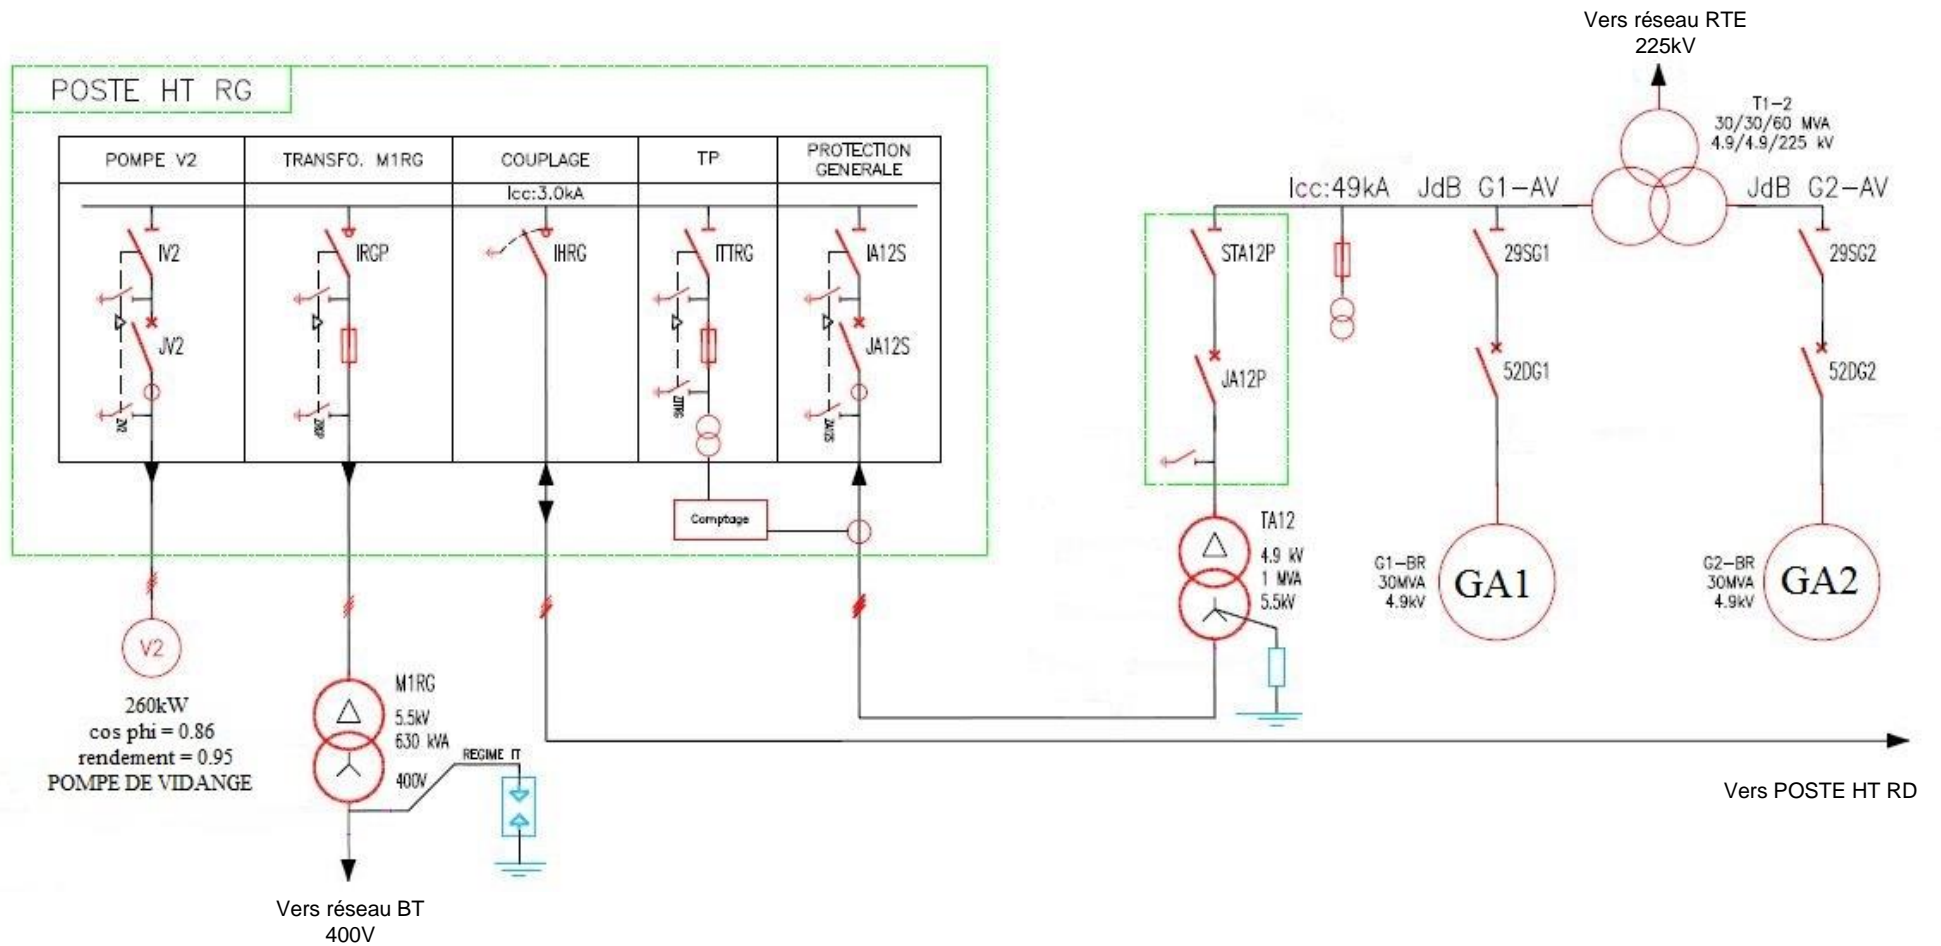 Vers réseau RTE
225kV
POSTE HT RG
T1-2
30/30/60 MVA
4.9/4.9/225 kV
POMPE V2
TRANSFO. M1RG
COUPLAGE
TP
PROTECTION
GENERALE
Icc:3.0kA
Icc:49kA
JdB G1-AV
JdB G2-AV
IV2
IRGP
IHRG
ITTRG
IA12S
STA12P
29SG1
29SG2
JV2
JA12S
JA12P
52DG1
52DG2
ZV2
ZRGP
ZTTRG
ZA12S
Comptage
TA12
4.9 kV
1 MVA
5.5kV
G1-BR
30MVA
4.9kV
GA1
G2-BR
30MVA
4.9kV
GA2
V2
260kW
cos phi = 0.86
rendement = 0.95
POMPE DE VIDANGE
M1RG
5.5kV
630 kVA
400V
REGIME IT
Vers POSTE HT RD
Vers réseau BT
400V